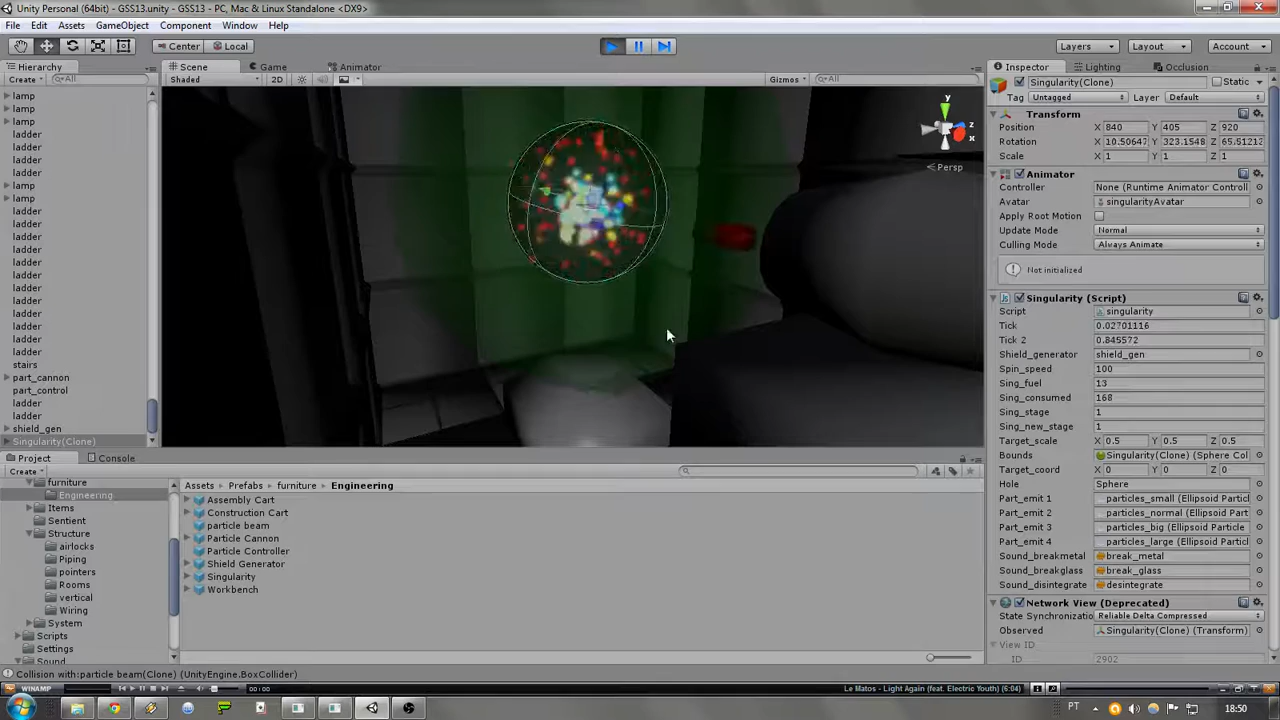 Unity Personal (64bit) - GSS13.unity - GSS13 - PC, Mac & Linux Standalone <DX9>
File Edit Assets GameObject Component Window Help
Center Local Layers Layout Account
Hierarchy Scene Game Animator Inspector Lighting Occlusion
Create All Shaded 2D Gizmos All Singularity(Clone) Static
lamp
lamp
lamp
ladder
ladder
ladder
ladder
lamp
lamp
ladder
ladder
ladder
ladder
ladder
ladder
ladder
ladder
ladder
ladder
ladder
ladder
stairs
part_cannon
part_control
ladder
ladder
shield_gen
Singularity(Clone)
y
z
x
Persp
Tag Untagged Layer Default
Transform
Position X 840 Y 405 Z 920
Rotation X 10.50647 Y 323.1548 Z 65.51212
Scale X 1 Y 1 Z 1
Animator
Controller None (Runtime Animator Controll
Avatar singularityAvatar
Apply Root Motion
Update Mode Normal
Culling Mode Always Animate
Not initialized
Singularity (Script)
Script singularity
Tick 0.02701116
Tick 2 0.845572
Shield_generator shield_gen
Spin_speed 100
Sing_fuel 13
Sing_consumed 168
Sing_stage 1
Sing_new_stage 1
Target_scale X 0.5 Y 0.5 Z 0.5
Bounds Singularity(Clone) (Sphere Col
Target_coord X 0 Y 0 Z 0
Hole Sphere
Part_emit 1 particles_small (Ellipsoid Particl
Part_emit 2 particles_normal (Ellipsoid Part
Part_emit 3 particles_big (Ellipsoid Particle
Part_emit 4 particles_large (Ellipsoid Particl
Sound_breakmetal break_metal
Sound_breakglass break_glass
Sound_disintegrate desintegrate
Network View (Deprecated)
State Synchronizatio Reliable Delta Compressed
Observed Singularity(Clone) (Transform)
View ID
ID 2902
Project Console
Create
furniture
Engineering
Items
Sentient
Structure
airlocks
Piping
pointers
Rooms
vertical
Wiring
System
Scripts
Settings
Sound
Assets Prefabs furniture Engineering
Assembly Cart
Construction Cart
particle beam
Particle Cannon
Particle Controller
Shield Generator
Singularity
Workbench
Collision with:particle beam(Clone) (UnityEngine.BoxCollider)
WINAMP 00:00 Le Matos - Light Again (feat. Electric Youth) (6:04)
PT 18:50